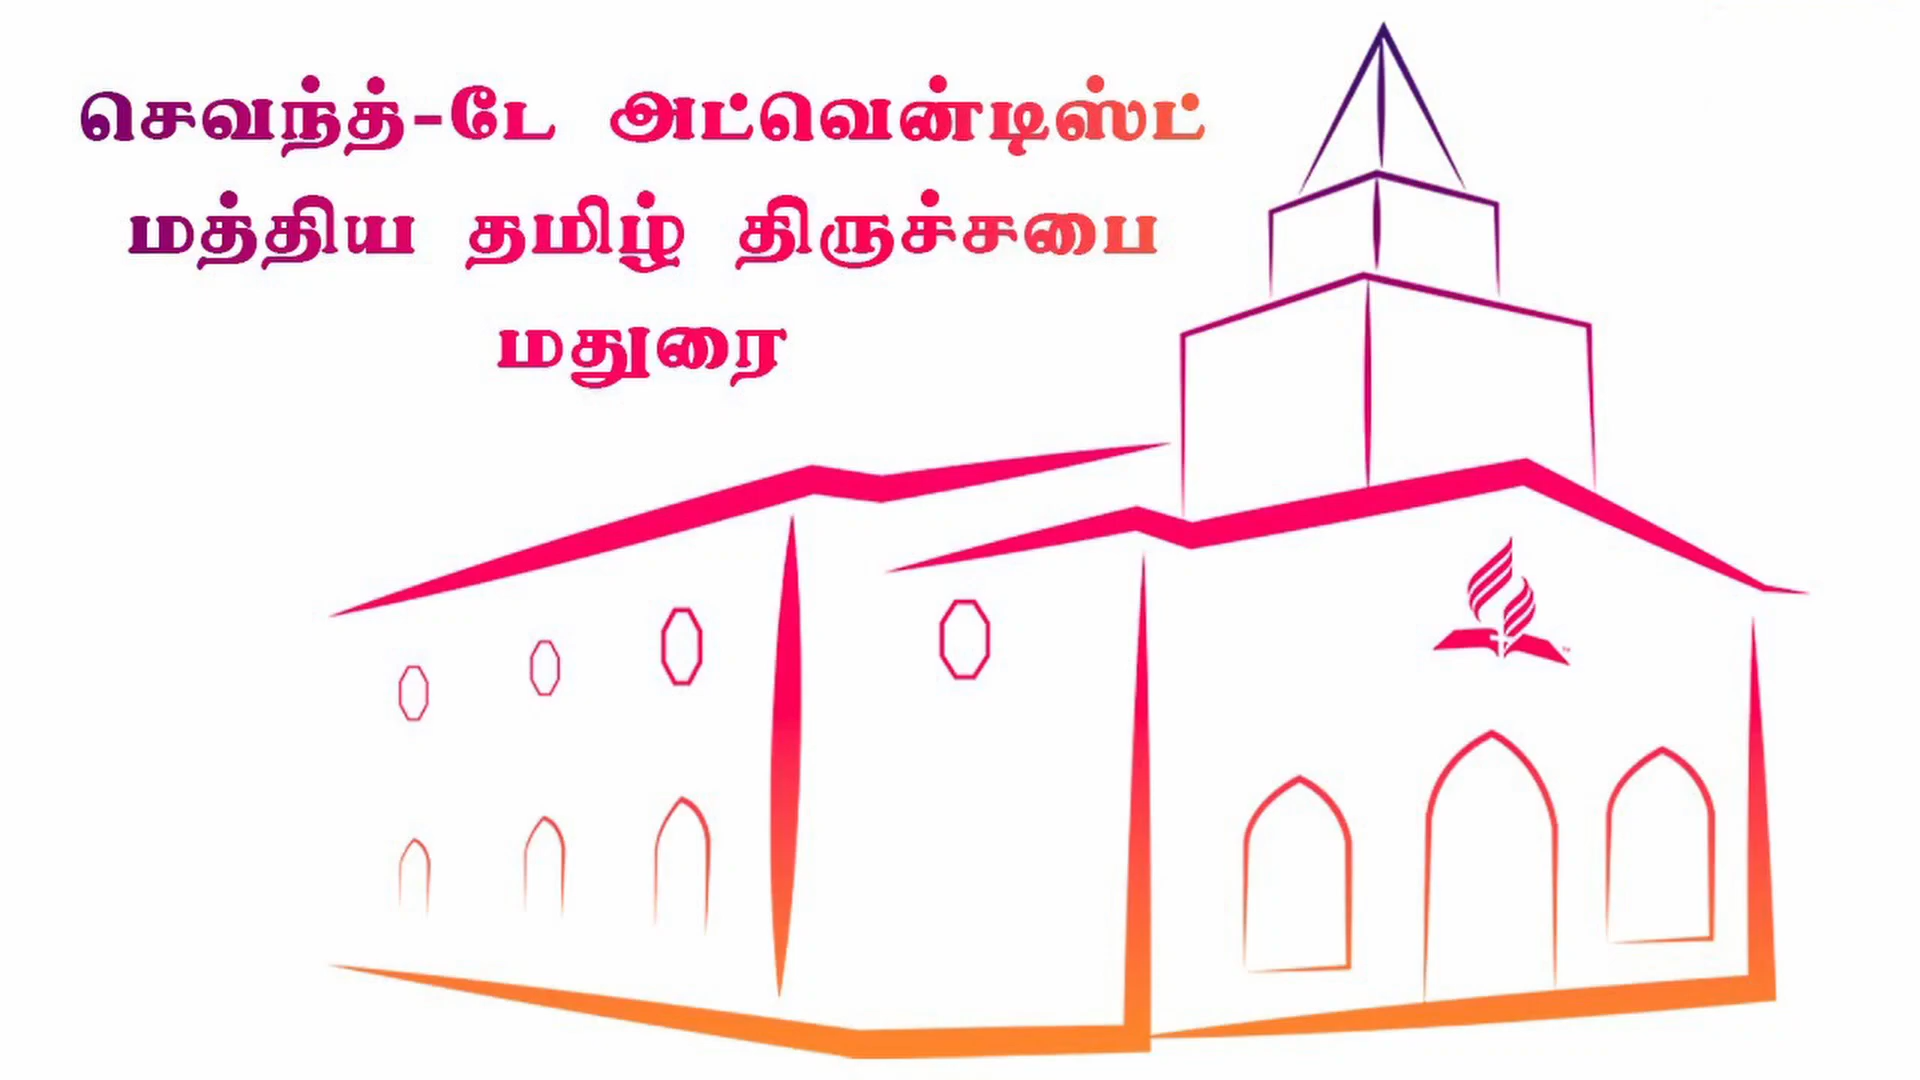 செவந்த்-டே அட்வென்டிஸ்ட்
மத்திய தமிழ் திருச்சபை
மதுரை